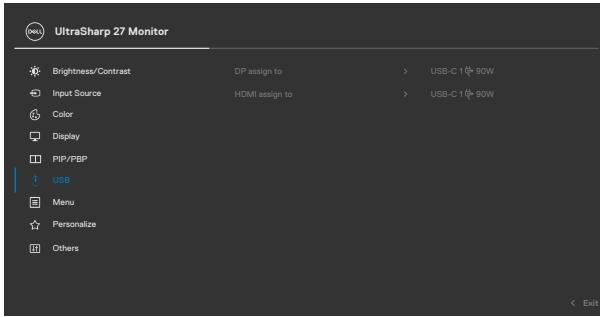 DELL UltraSharp 27 Monitor
Brightness/Contrast DP assign to > USB-C 1 90W
Input Source HDMI assign to > USB-C 1 90W
Color
Display
PIP/PBP
USB
Menu
Personalize
Others
< Exit